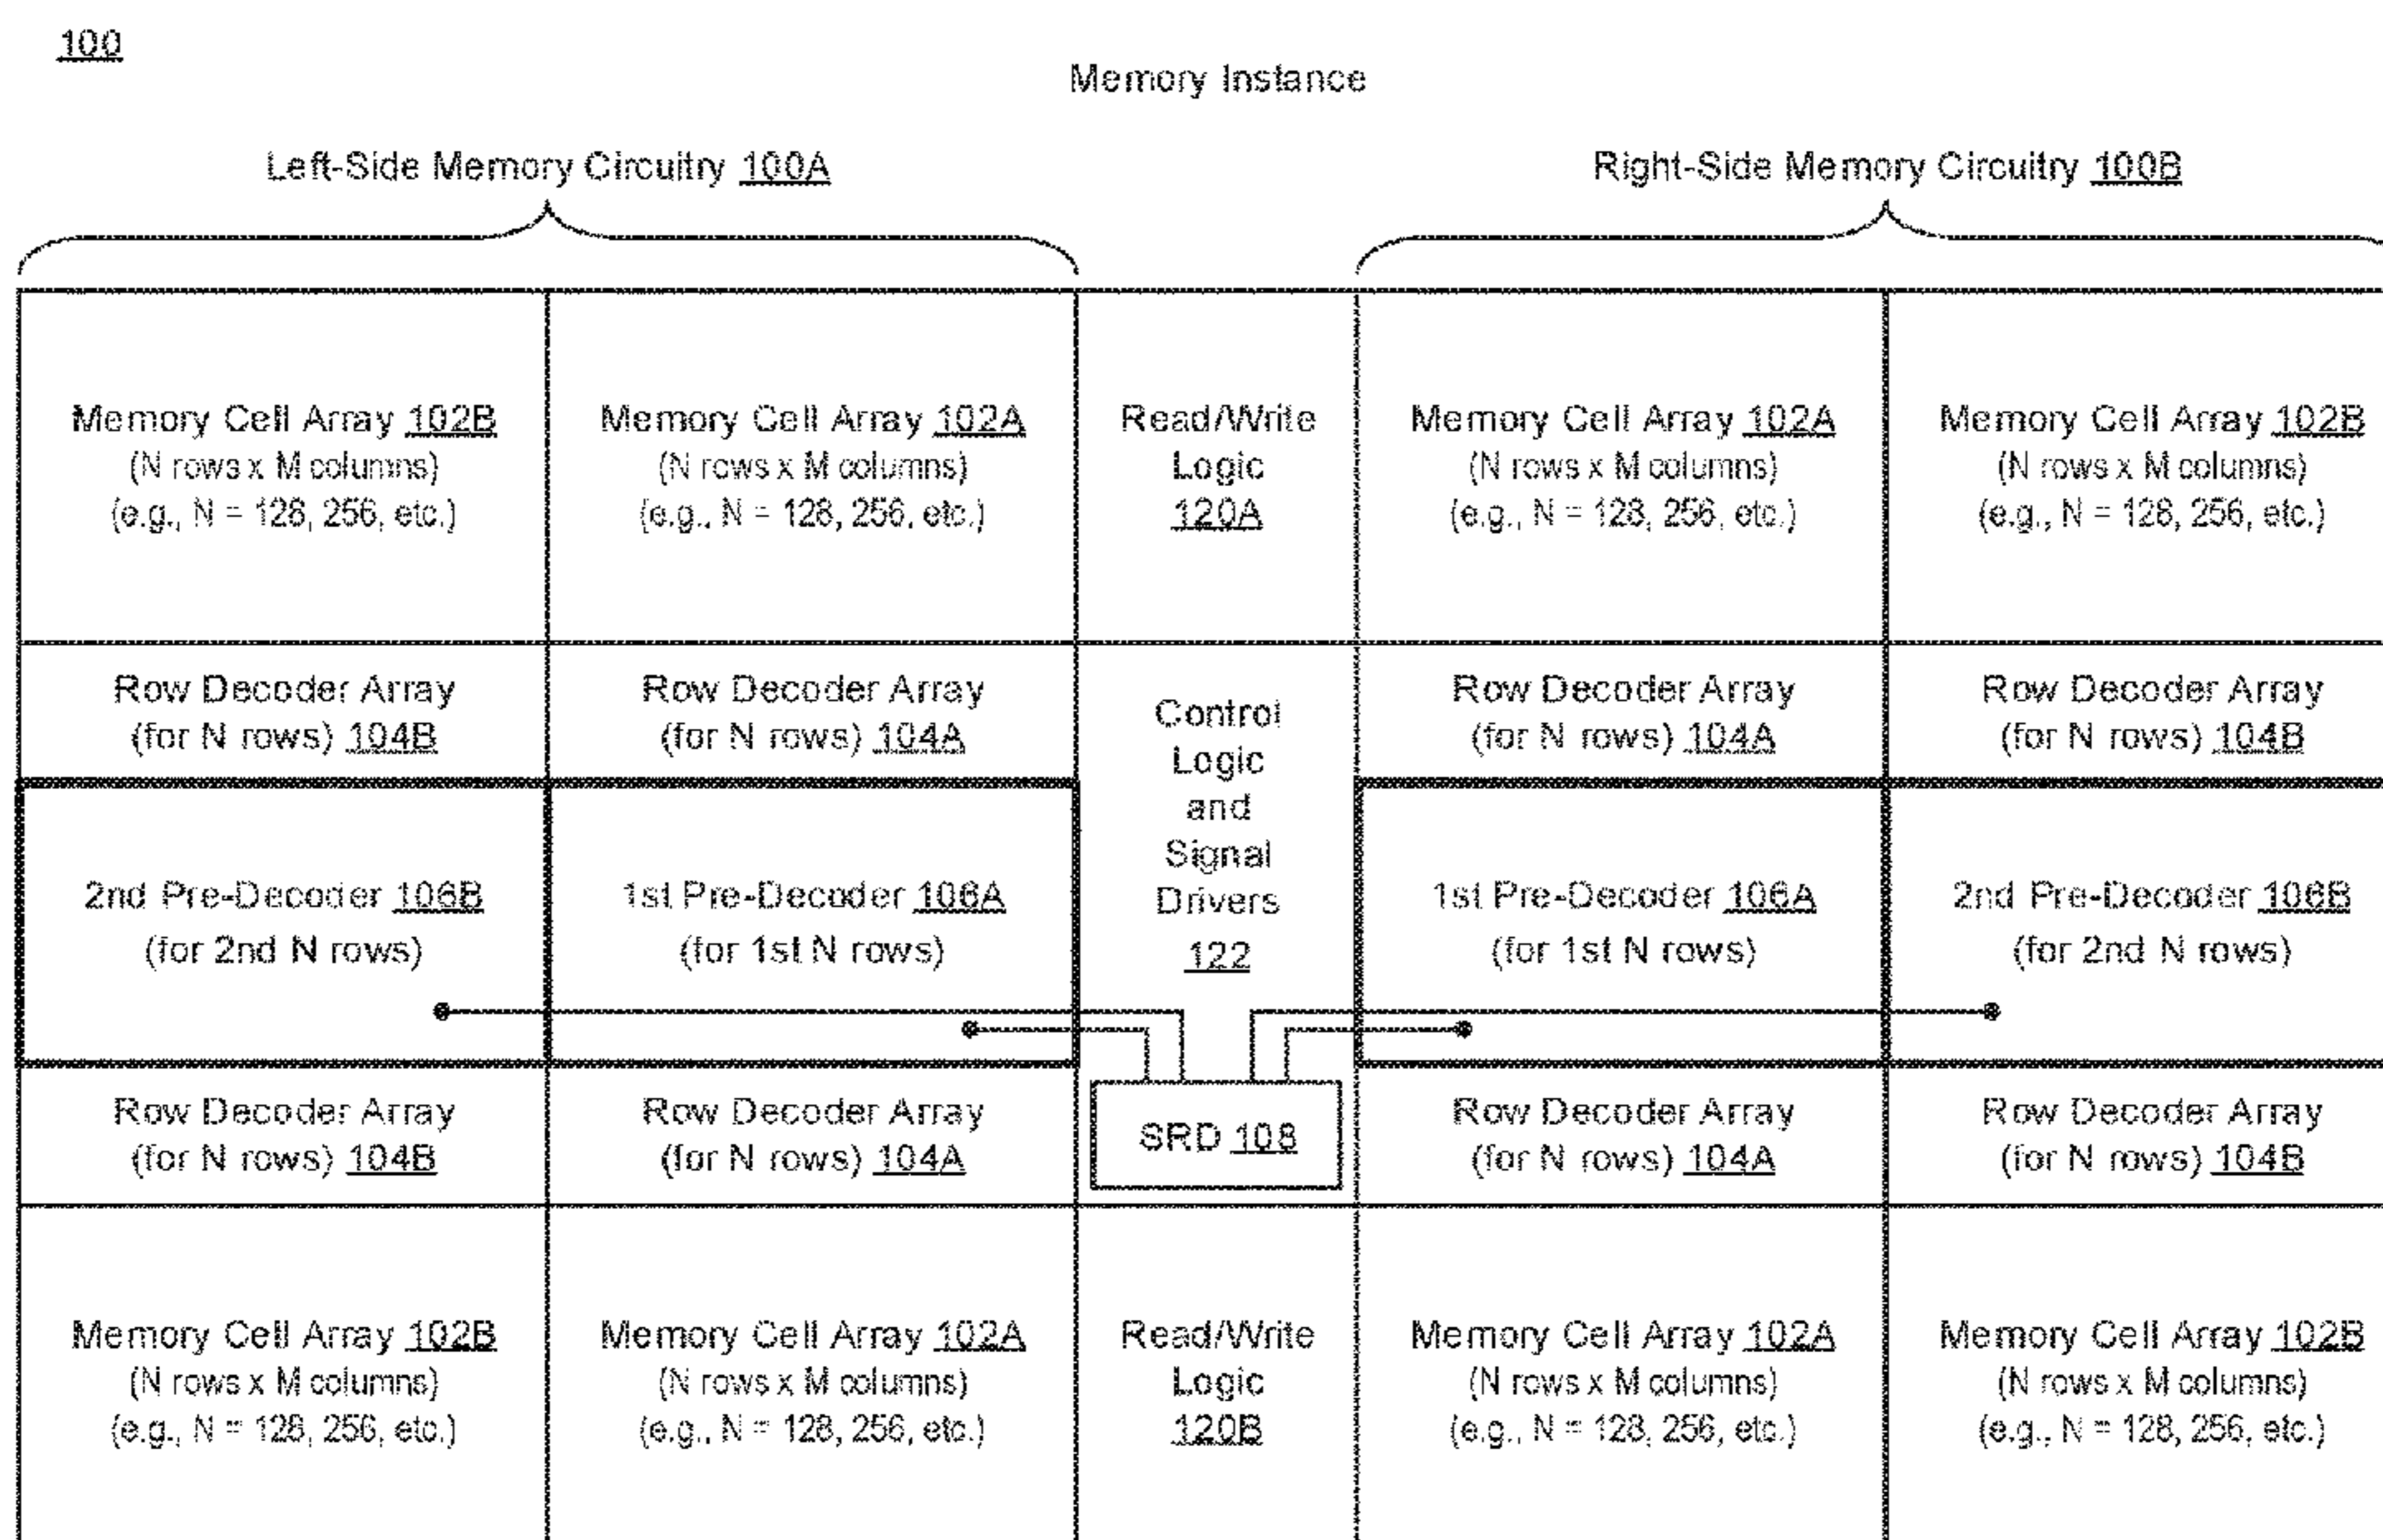 100
Memory Instance
Left-Side Memory Circuitry 100A
Right-Side Memory Circuitry 100B
Memory Cell Array 102B
(N rows x M columns)
(e.g., N = 128, 256, etc.)
Memory Cell Array 102A
(N rows x M columns)
(e.g., N = 128, 256, etc.)
Read/Write
Logic
120A
Memory Cell Array 102A
(N rows x M columns)
(e.g., N = 128, 256, etc.)
Memory Cell Array 102B
(N rows x M columns)
(e.g., N = 128, 256, etc.)
Row Decoder Array
(for N rows) 104B
Row Decoder Array
(for N rows) 104A
Control
Logic
and
Signal
Drivers
122
Row Decoder Array
(for N rows) 104A
Row Decoder Array
(for N rows) 104B
2nd Pre-Decoder 106B
(for 2nd N rows)
1st Pre-Decoder 106A
(for 1st N rows)
1st Pre-Decoder 106A
(for 1st N rows)
2nd Pre-Decoder 106B
(for 2nd N rows)
Row Decoder Array
(for N rows) 104B
Row Decoder Array
(for N rows) 104A
SRD 108
Row Decoder Array
(for N rows) 104A
Row Decoder Array
(for N rows) 104B
Memory Cell Array 102B
(N rows x M columns)
(e.g., N = 128, 256, etc.)
Memory Cell Array 102A
(N rows x M columns)
(e.g., N = 128, 256, etc.)
Read/Write
Logic
120B
Memory Cell Array 102A
(N rows x M columns)
(e.g., N = 128, 256, etc.)
Memory Cell Array 102B
(N rows x M columns)
(e.g., N = 128, 256, etc.)